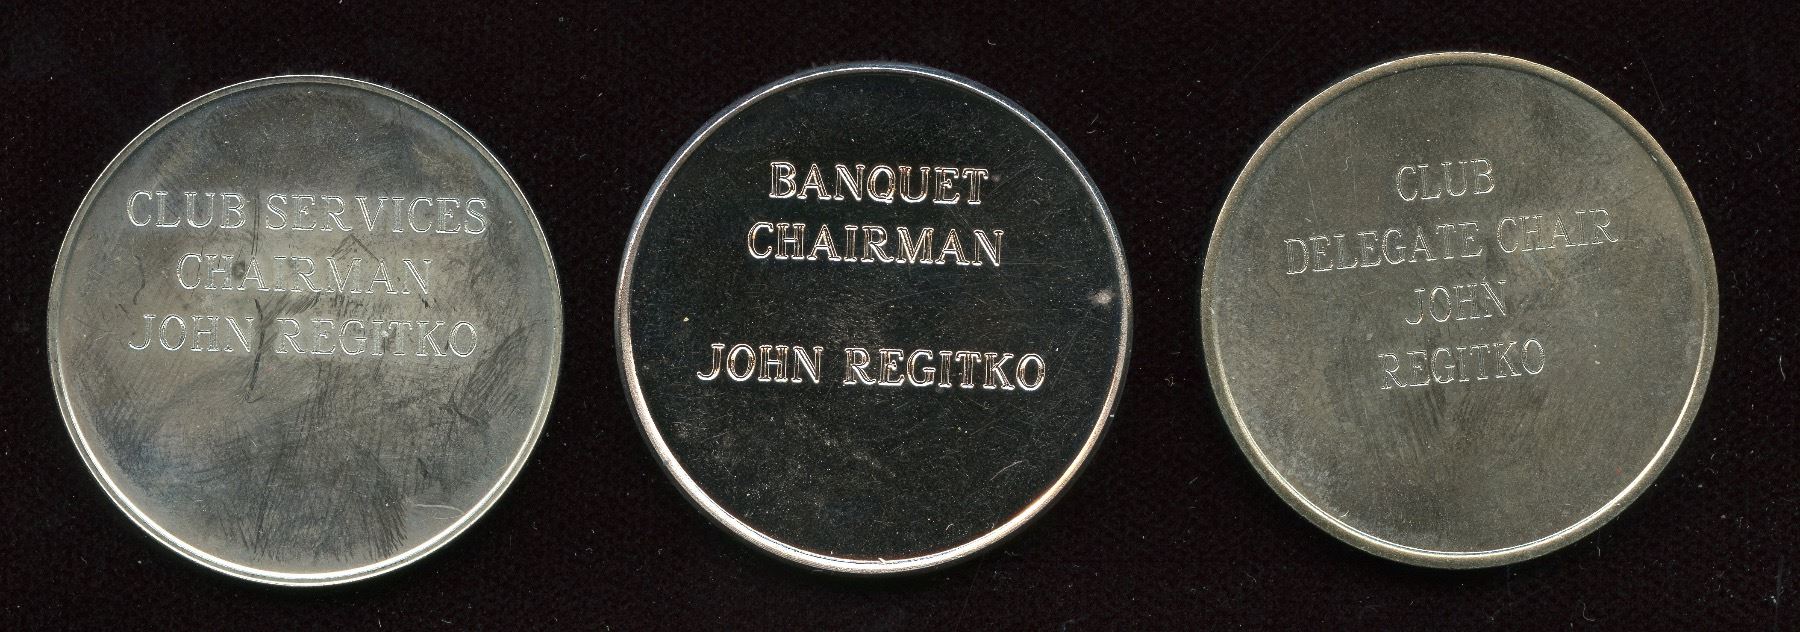 CLUB SERVICES
CHAIRMAN
JOHN REGITKO
BANQUET
CHAIRMAN
JOHN REGITKO
CLUB
DELEGATE CHAIR
JOHN
REGITKO